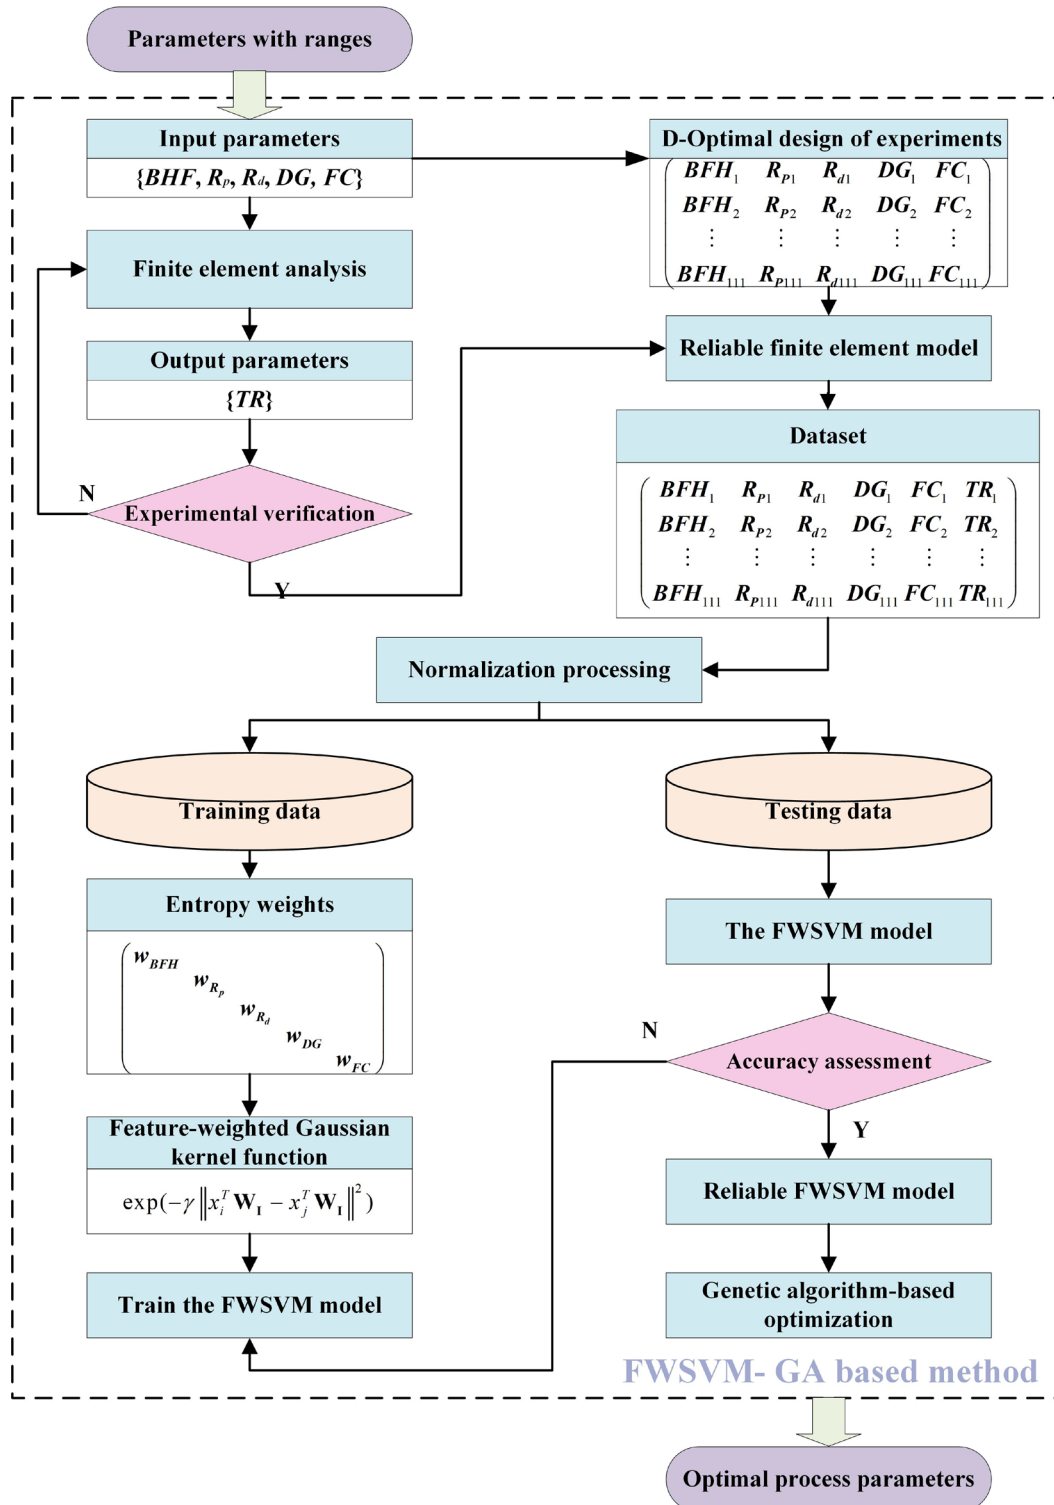 Parameters with ranges
Input parameters
{BHF, Rp, Rd, DG, FC}
Finite element analysis
Output parameters
{TR}
N
Experimental verification
Y
D-Optimal design of experiments
BFH1 RP1 Rd1 DG1 FC1
BFH2 RP2 Rd2 DG2 FC2
⋮ ⋮ ⋮ ⋮ ⋮
BFH111 RP111 Rd111 DG111 FC111
Reliable finite element model
Dataset
BFH1 RP1 Rd1 DG1 FC1 TR1
BFH2 RP2 Rd2 DG2 FC2 TR2
⋮ ⋮ ⋮ ⋮ ⋮ ⋮
BFH111 RP111 Rd111 DG111 FC111 TR111
Normalization processing
Training data
Entropy weights
wBFH
wRp
wRd
wDG
wFC
Feature-weighted Gaussian
kernel function
exp(−γ‖xiT WI − xjT WI‖2)
Train the FWSVM model
Testing data
The FWSVM model
N
Accuracy assessment
Y
Reliable FWSVM model
Genetic algorithm-based
optimization
FWSVM- GA based method
Optimal process parameters